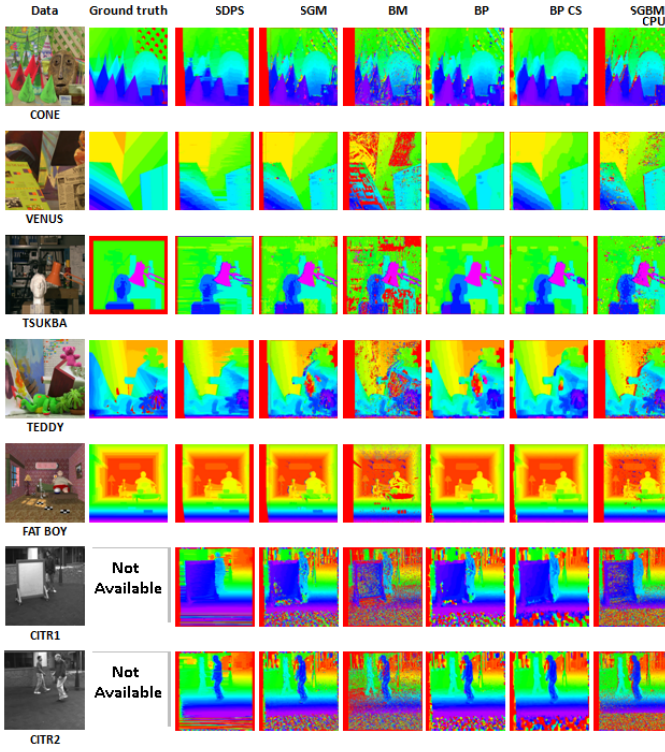 Data Ground truth SDPS SGM BM BP BP CS SGBM
CPU
CONE
VENUS
TSUKBA
TEDDY
FAT BOY
Not
Available
CITR1
Not
Available
CITR2